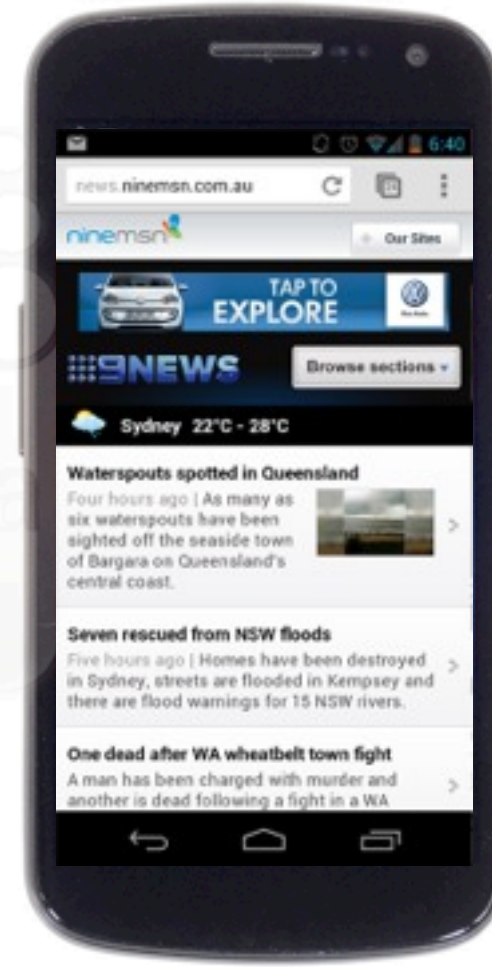 6:40
news.ninemsn.com.au
ninemsn
Our Sites
TAP TO
EXPLORE
9NEWS
Browse sections
Sydney 22°C - 28°C
Waterspouts spotted in Queensland
Four hours ago | As many as
six waterspouts have been
sighted off the seaside town
of Bargara on Queensland's
central coast.
Seven rescued from NSW floods
Five hours ago | Homes have been destroyed
in Sydney, streets are flooded in Kempsey and
there are flood warnings for 15 NSW rivers.
One dead after WA wheatbelt town fight
A man has been charged with murder and
another is dead following a fight in a WA